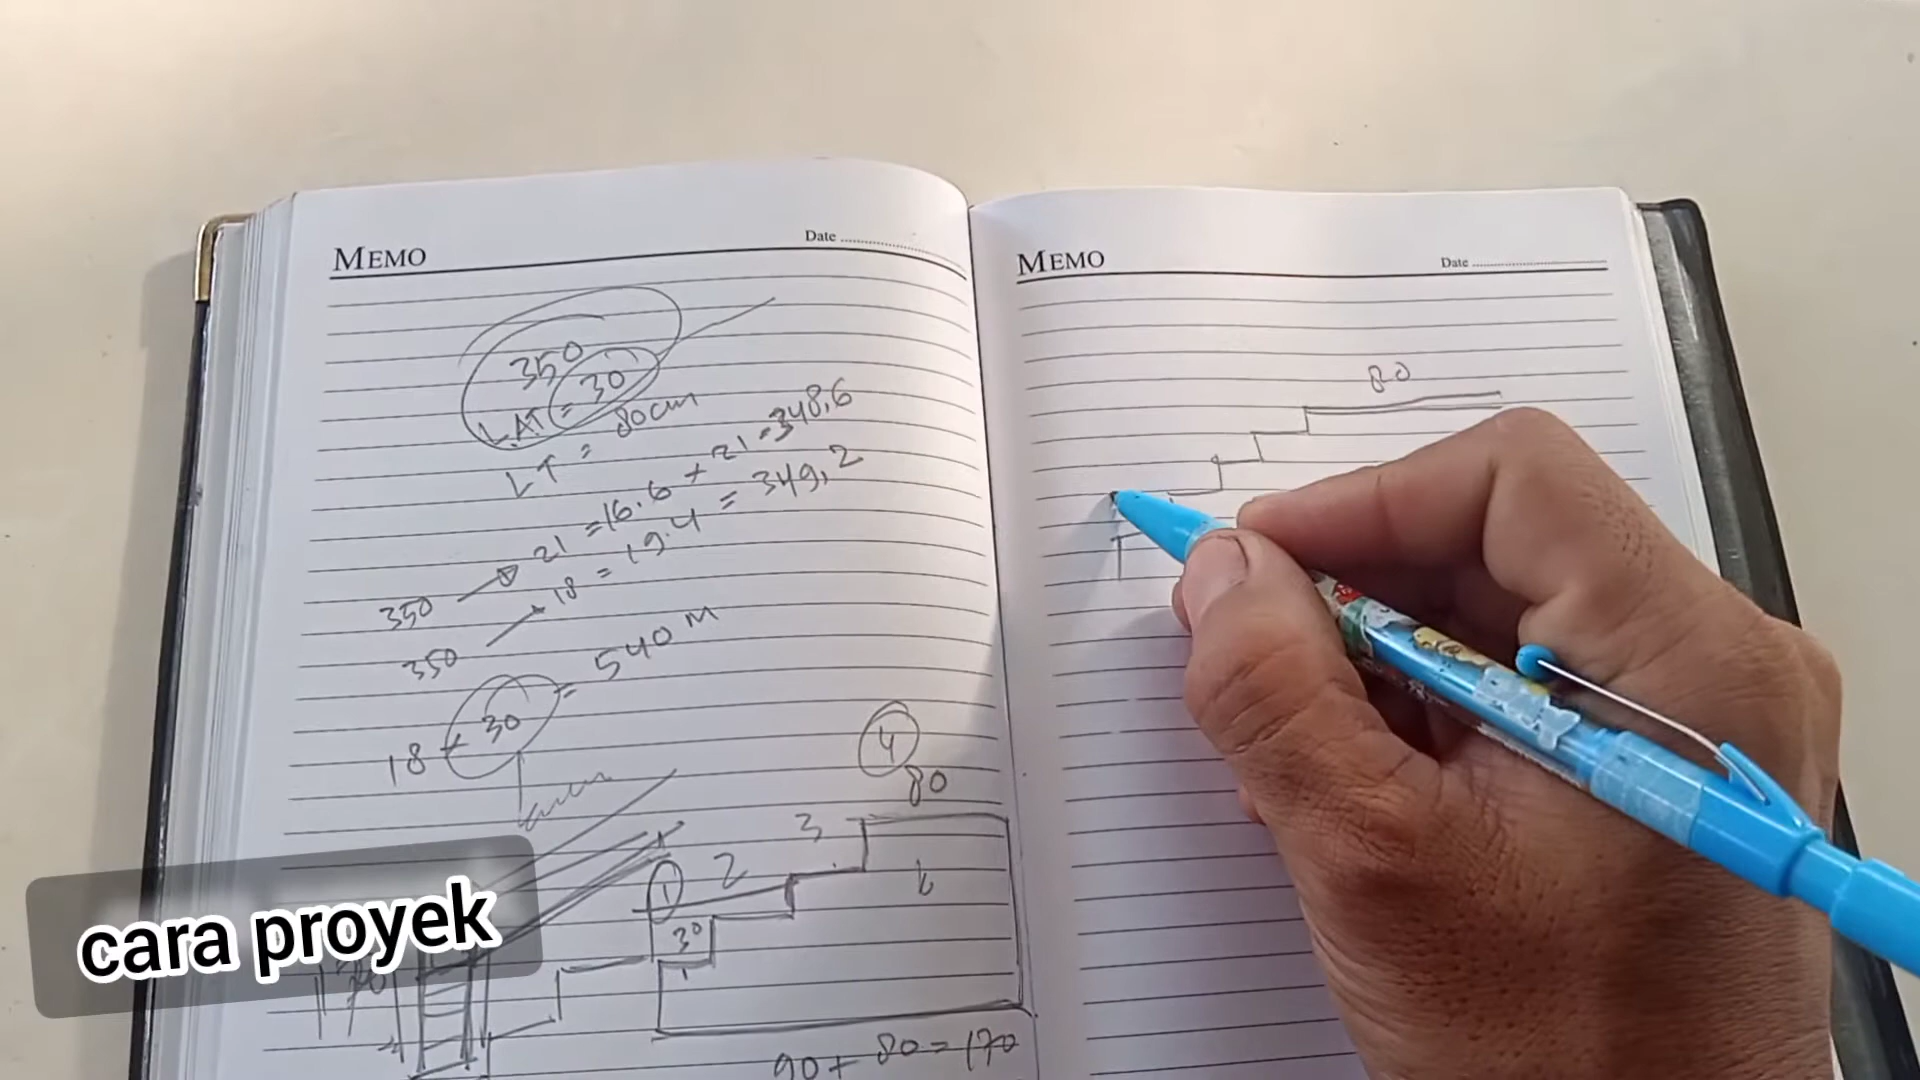 MEMO Date
350
LAT = 30
LT = 80cm
350 → 21 = 16.6 + 21 = 348,6
350 → 18 = 19.4 = 349,2
18 + 30 = 540 M
4
80
1 2 3
30
90 + 80 = 170
cara proyek
MEMO Date
80